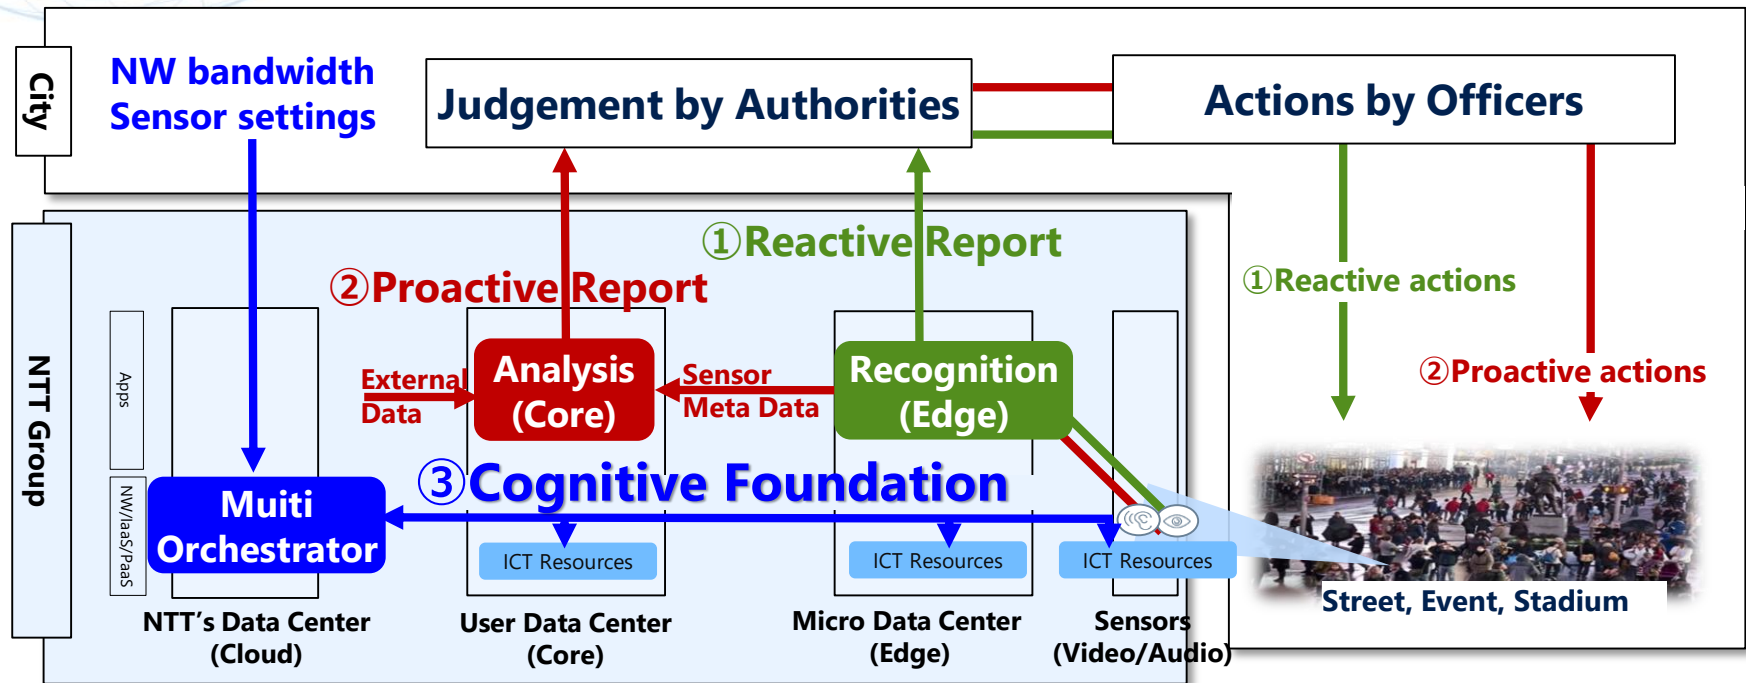 City
NW bandwidth
Sensor settings
Judgement by Authorities
Actions by Officers
①Reactive Report
②Proactive Report
①Reactive actions
②Proactive actions
NTT Group
Apps
External
Data
Analysis
(Core)
Sensor
Meta Data
Recognition
(Edge)
③Cognitive Foundation
NW/IaaS/PaaS
Muiti
Orchestrator
ICT Resources
ICT Resources
ICT Resources
Street, Event, Stadium
NTT’s Data Center
(Cloud)
User Data Center
(Core)
Micro Data Center
(Edge)
Sensors
(Video/Audio)